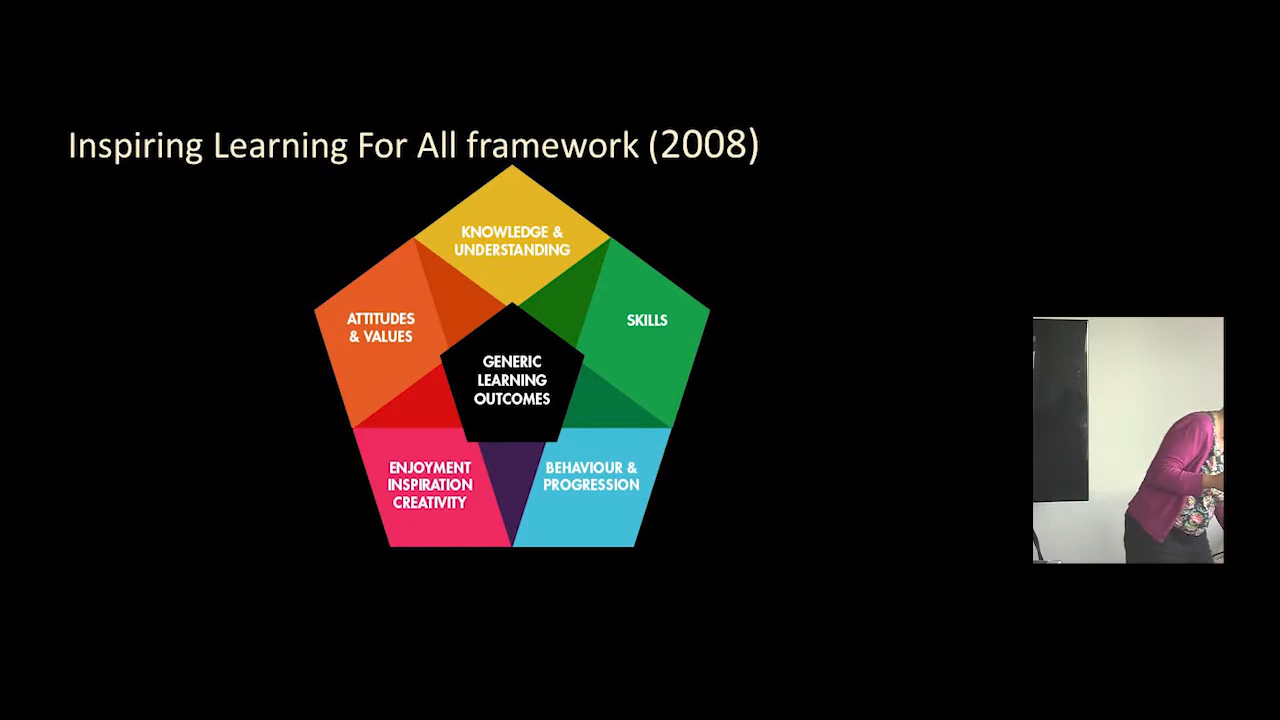 Inspiring Learning For All framework (2008)
KNOWLEDGE &
UNDERSTANDING
ATTITUDES
& VALUES
SKILLS
GENERIC
LEARNING
OUTCOMES
ENJOYMENT
INSPIRATION
CREATIVITY
BEHAVIOUR &
PROGRESSION